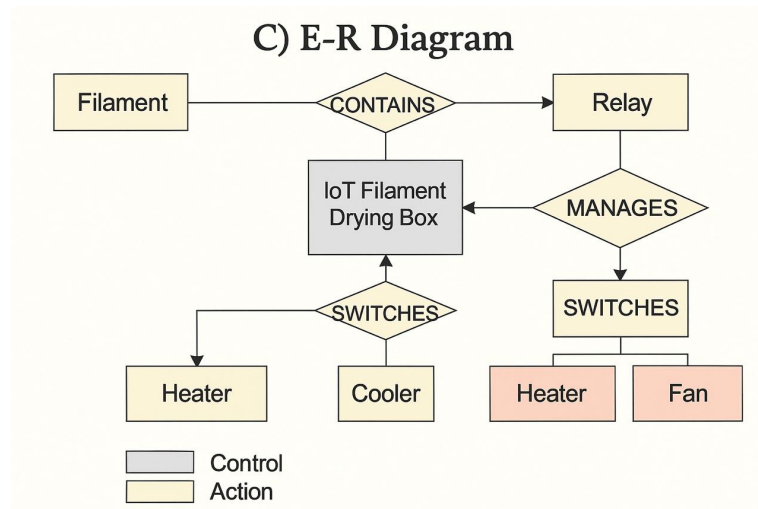 C) E-R Diagram
Filament
CONTAINS
Relay
IoT Filament
Drying Box
MANAGES
SWITCHES
SWITCHES
Heater
Cooler
Heater
Fan
Control
Action